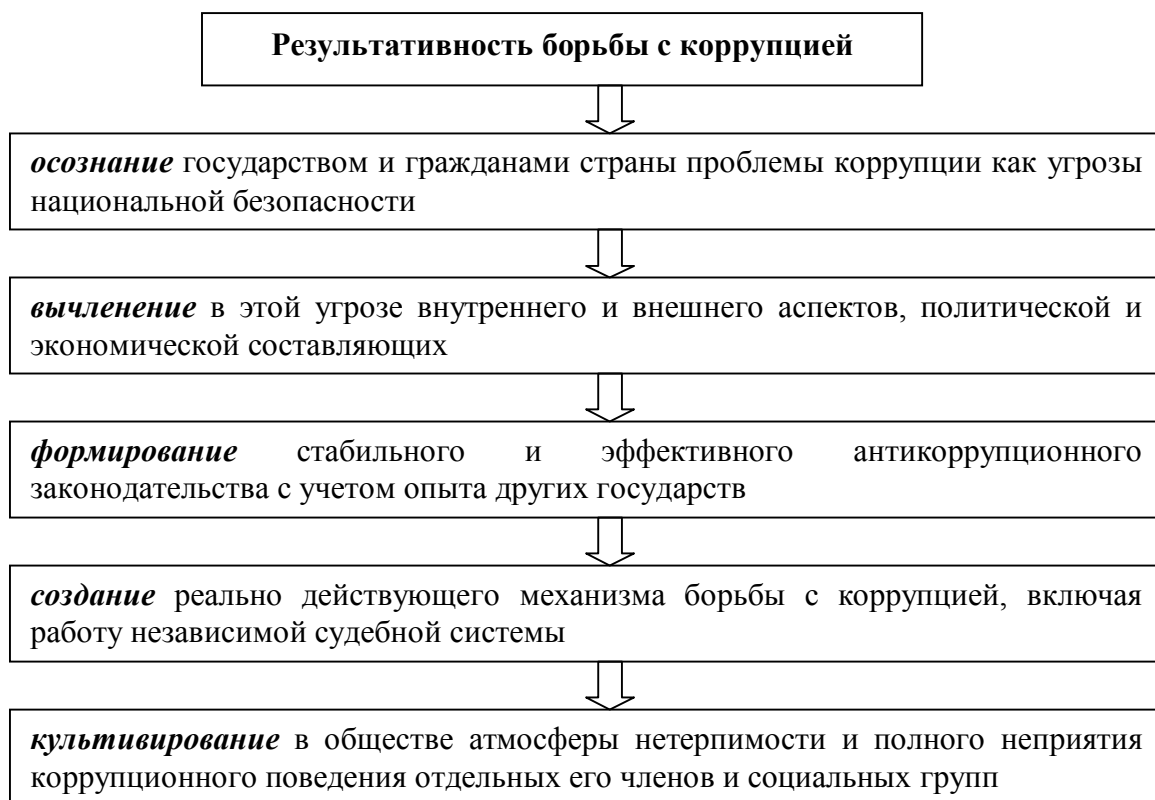 Результативность борьбы с коррупцией
осознание государством и гражданами страны проблемы коррупции как угрозы
национальной безопасности
вычленение в этой угрозе внутреннего и внешнего аспектов, политической и
экономической составляющих
формирование стабильного и эффективного антикоррупционного
законодательства с учетом опыта других государств
создание реально действующего механизма борьбы с коррупцией, включая
работу независимой судебной системы
культивирование в обществе атмосферы нетерпимости и полного неприятия
коррупционного поведения отдельных его членов и социальных групп